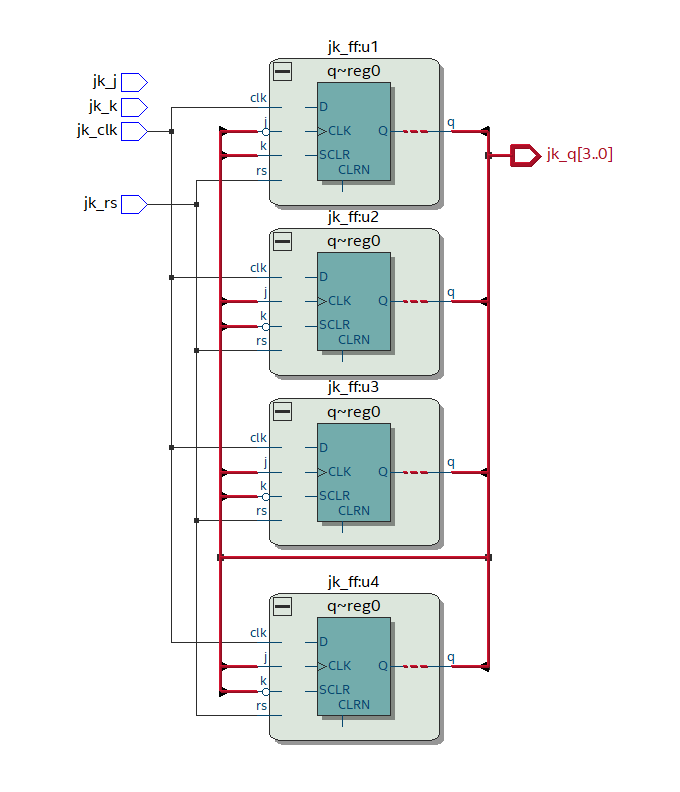 jk_j
jk_k
jk_clk
jk_rs
jk_ff:u1
q~reg0
clk
j
k
rs
D
CLK
SCLR
CLRN
Q
q
jk_q[3..0]
jk_ff:u2
q~reg0
clk
j
k
rs
D
CLK
SCLR
CLRN
Q
q
jk_ff:u3
q~reg0
clk
j
k
rs
D
CLK
SCLR
CLRN
Q
q
jk_ff:u4
q~reg0
clk
j
k
rs
D
CLK
SCLR
CLRN
Q
q